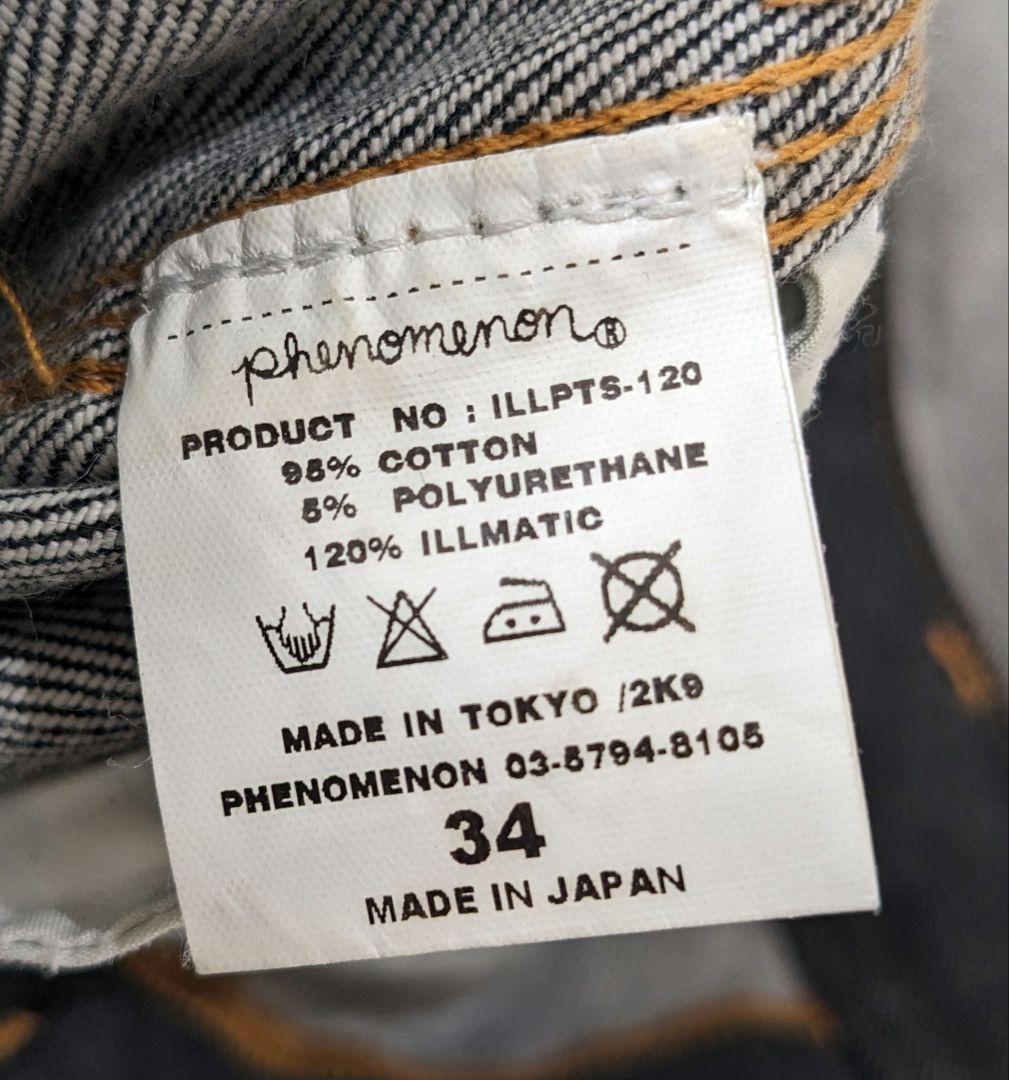 phenomenon®
PRODUCT NO : ILLPTS-120
95% COTTON
5% POLYURETHANE
120% ILLMATIC
MADE IN TOKYO /2K9
PHENOMENON 03-5794-8105
34
MADE IN JAPAN